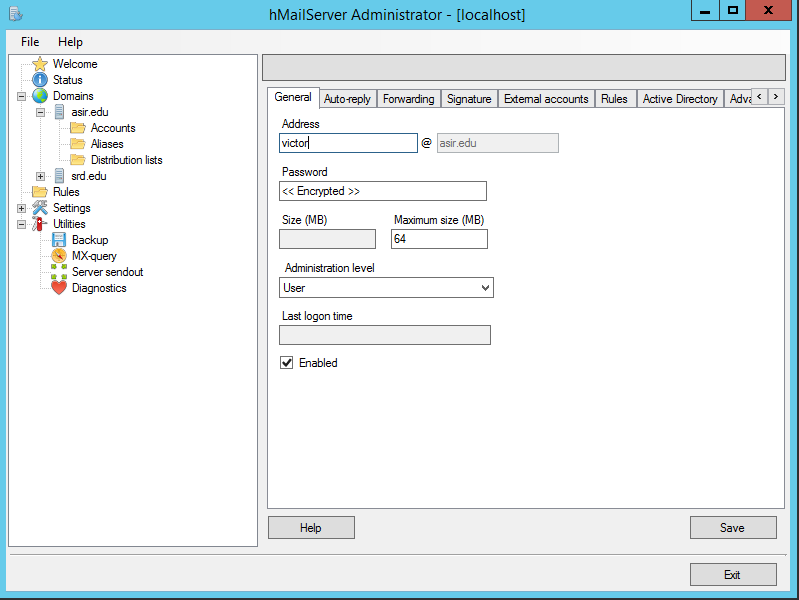 hMailServer Administrator - [localhost]
File Help
Welcome
Status
Domains
asir.edu
Accounts
Aliases
Distribution lists
srd.edu
Rules
Settings
Utilities
Backup
MX-query
Server sendout
Diagnostics
General Auto-reply Forwarding Signature External accounts Rules Active Directory Adva
Address
victor @ asir.edu
Password
<< Encrypted >>
Size (MB) Maximum size (MB)
64
Administration level
User
Last logon time
Enabled
Help Save
Exit